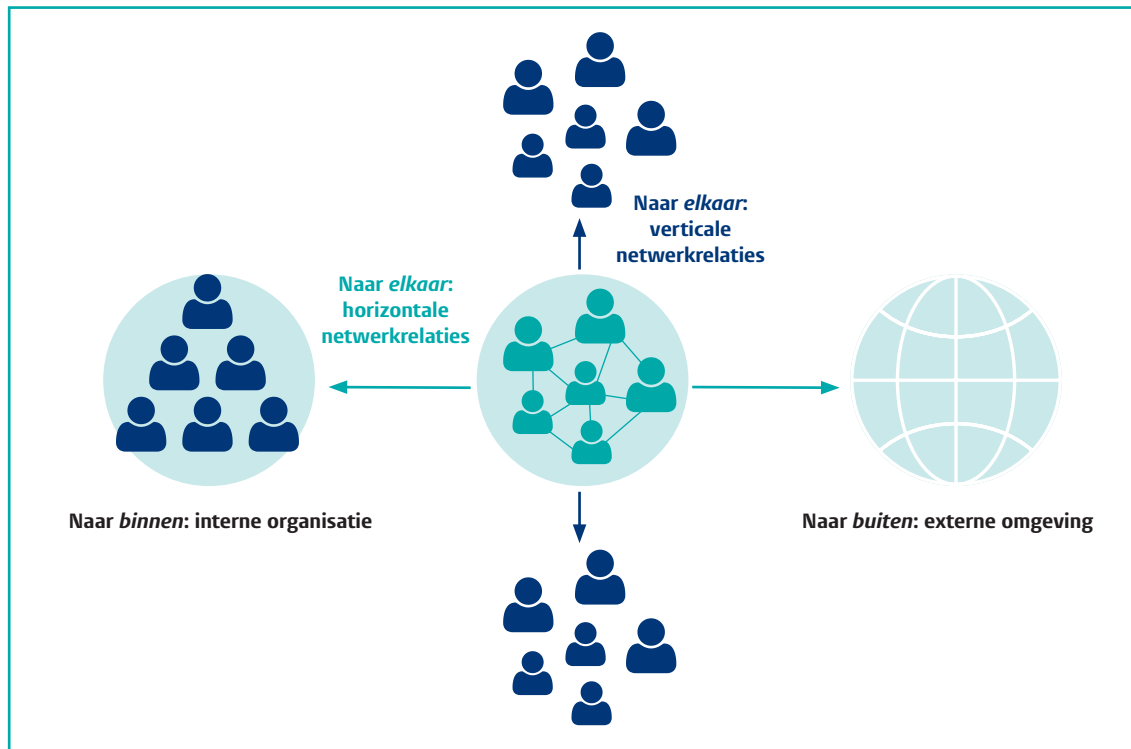 Naar elkaar:
verticale
netwerkrelaties
Naar elkaar:
horizontale
netwerkrelaties
Naar binnen: interne organisatie
Naar buiten: externe omgeving